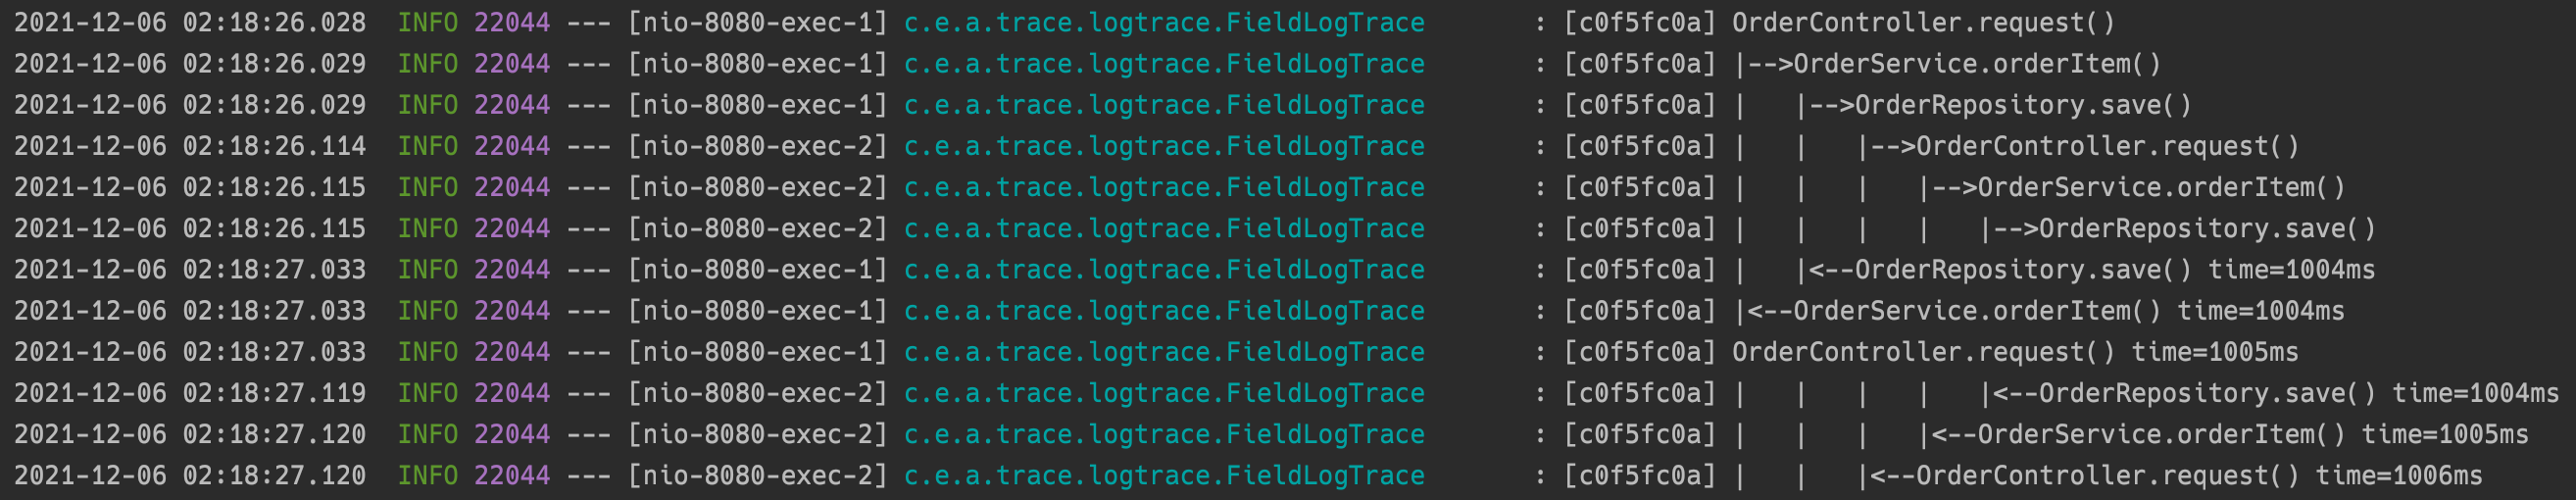 2021-12-06 02:18:26.028  INFO 22044 --- [nio-8080-exec-1] c.e.a.trace.logtrace.FieldLogTrace       : [c0f5fc0a] OrderController.request()
2021-12-06 02:18:26.029  INFO 22044 --- [nio-8080-exec-1] c.e.a.trace.logtrace.FieldLogTrace       : [c0f5fc0a] |-->OrderService.orderItem()
2021-12-06 02:18:26.029  INFO 22044 --- [nio-8080-exec-1] c.e.a.trace.logtrace.FieldLogTrace       : [c0f5fc0a] |   |-->OrderRepository.save()
2021-12-06 02:18:26.114  INFO 22044 --- [nio-8080-exec-2] c.e.a.trace.logtrace.FieldLogTrace       : [c0f5fc0a] |   |   |-->OrderController.request()
2021-12-06 02:18:26.115  INFO 22044 --- [nio-8080-exec-2] c.e.a.trace.logtrace.FieldLogTrace       : [c0f5fc0a] |   |   |   |-->OrderService.orderItem()
2021-12-06 02:18:26.115  INFO 22044 --- [nio-8080-exec-2] c.e.a.trace.logtrace.FieldLogTrace       : [c0f5fc0a] |   |   |   |   |-->OrderRepository.save()
2021-12-06 02:18:27.033  INFO 22044 --- [nio-8080-exec-1] c.e.a.trace.logtrace.FieldLogTrace       : [c0f5fc0a] |   |<--OrderRepository.save() time=1004ms
2021-12-06 02:18:27.033  INFO 22044 --- [nio-8080-exec-1] c.e.a.trace.logtrace.FieldLogTrace       : [c0f5fc0a] |<--OrderService.orderItem() time=1004ms
2021-12-06 02:18:27.033  INFO 22044 --- [nio-8080-exec-1] c.e.a.trace.logtrace.FieldLogTrace       : [c0f5fc0a] OrderController.request() time=1005ms
2021-12-06 02:18:27.119  INFO 22044 --- [nio-8080-exec-2] c.e.a.trace.logtrace.FieldLogTrace       : [c0f5fc0a] |   |   |   |   |<--OrderRepository.save() time=1004ms
2021-12-06 02:18:27.120  INFO 22044 --- [nio-8080-exec-2] c.e.a.trace.logtrace.FieldLogTrace       : [c0f5fc0a] |   |   |   |<--OrderService.orderItem() time=1005ms
2021-12-06 02:18:27.120  INFO 22044 --- [nio-8080-exec-2] c.e.a.trace.logtrace.FieldLogTrace       : [c0f5fc0a] |   |   |<--OrderController.request() time=1006ms